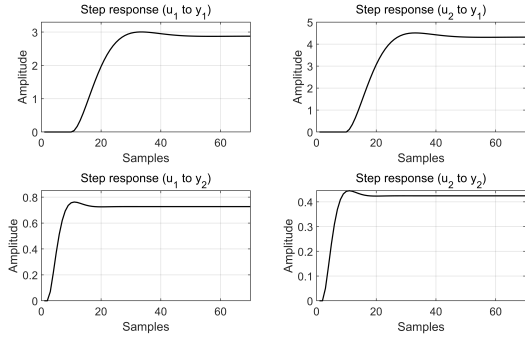 Step response (u1 to y1)
Amplitude
3
2
1
0
0 20 40 60
Samples
Step response (u2 to y1)
Amplitude
5
4
3
2
1
0
0 20 40 60
Samples
Step response (u1 to y2)
Amplitude
0.8
0.6
0.4
0.2
0
0 20 40 60
Samples
Step response (u2 to y2)
Amplitude
0.4
0.3
0.2
0.1
0
0 20 40 60
Samples